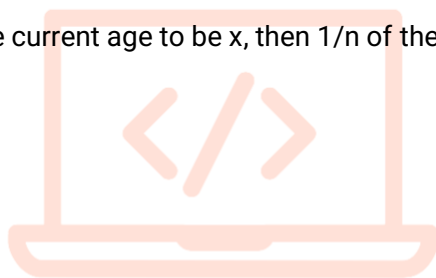 current age to be x, then 1/n of the